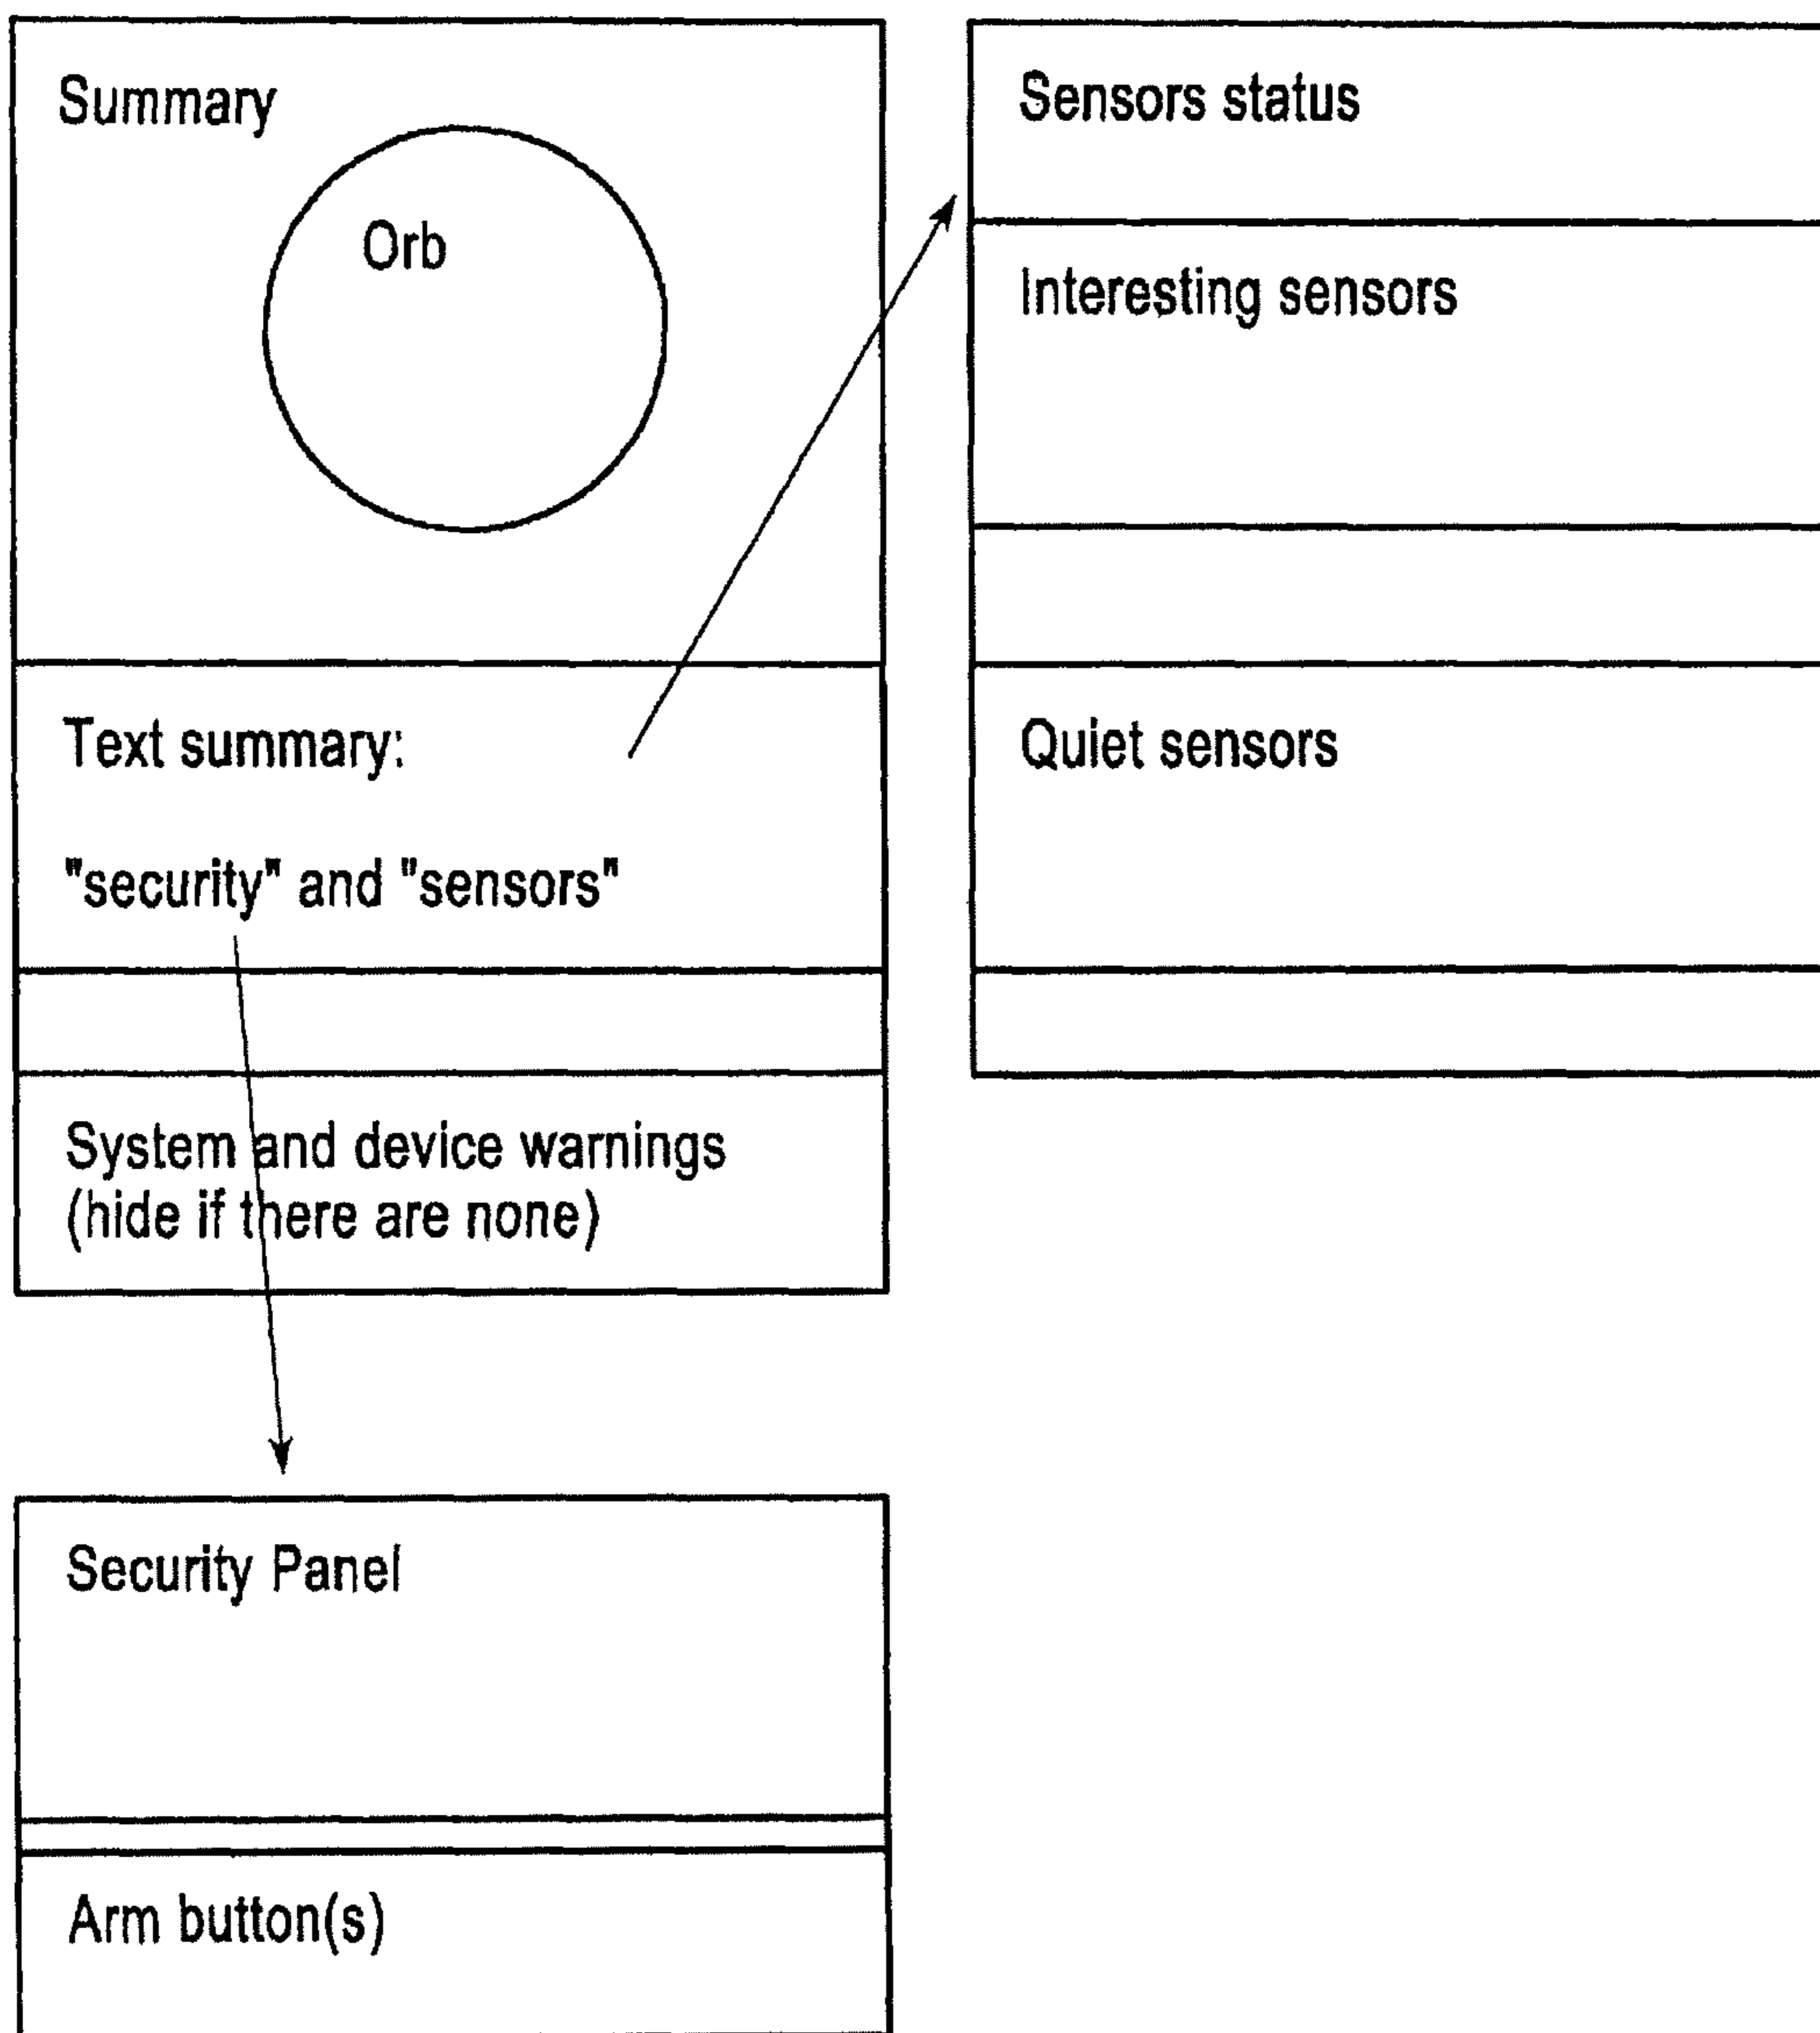 Summary
Orb
Text summary:
"security" and "sensors"
System and device warnings
(hide if there are none)
Sensors status
Interesting sensors
Quiet sensors
Security Panel
Arm button(s)